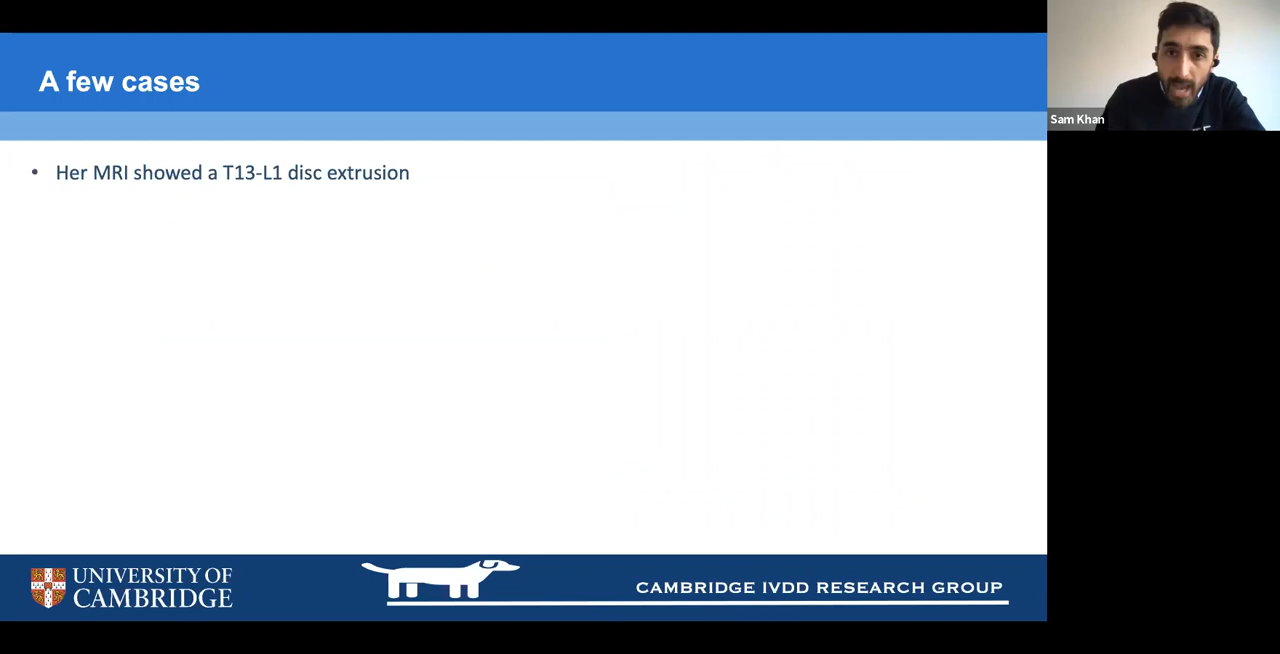 A few cases
Sam Khan
• Her MRI showed a T13-L1 disc extrusion
UNIVERSITY OF
CAMBRIDGE
CAMBRIDGE IVDD RESEARCH GROUP